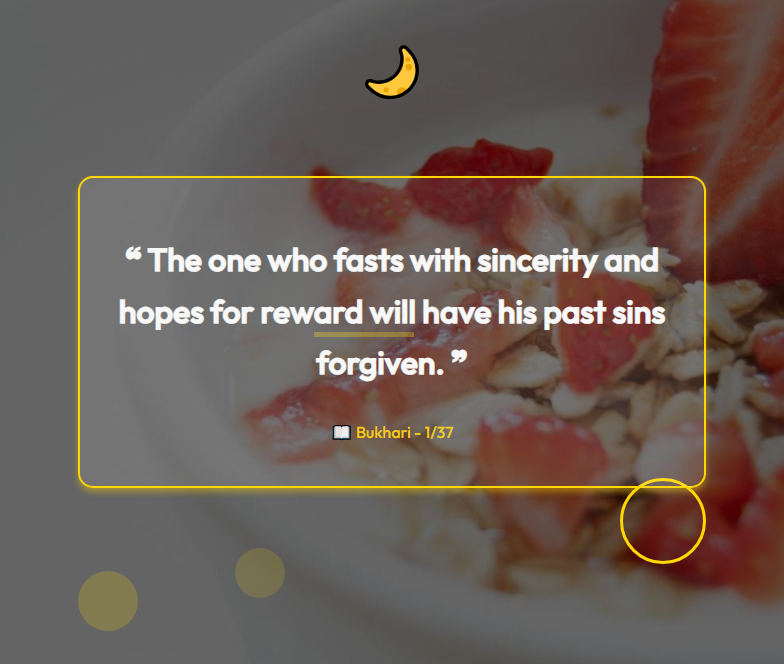 “ The one who fasts with sincerity and
hopes for reward will have his past sins
forgiven. ”
📖 Bukhari - 1/37